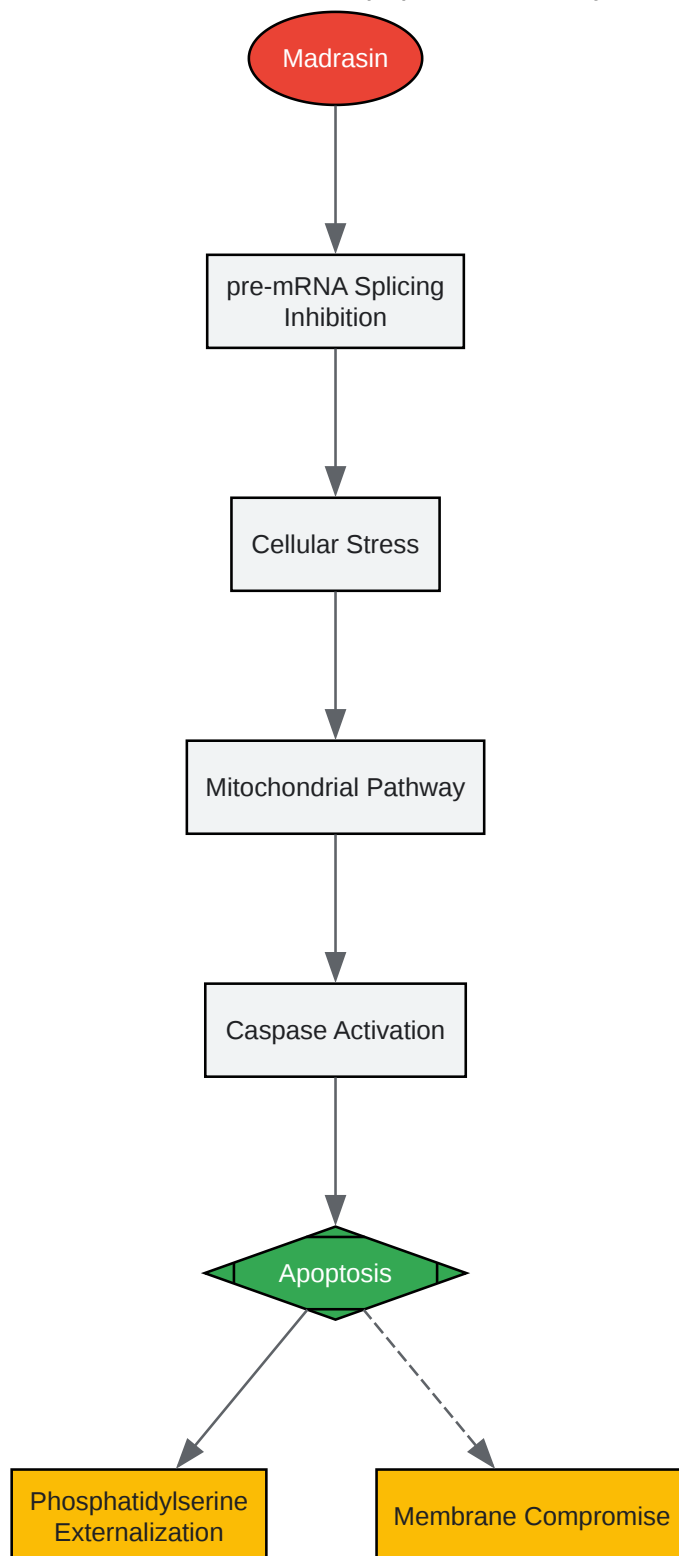 Madrasin
pre-mRNA Splicing
Inhibition
Cellular Stress
Mitochondrial Pathway
Caspase Activation
Apoptosis
Phosphatidylserine
Externalization
Membrane Compromise